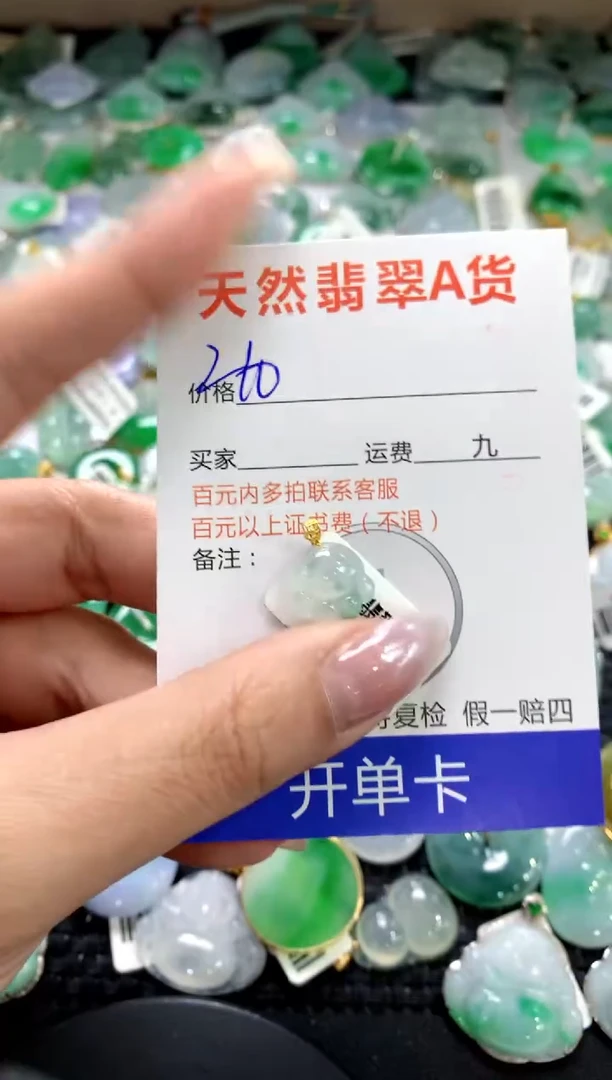 天然翡翠A货
价格
买家 运费 九
百元内多拍联系客服
百元以上证书费（不退）
备注：
复检 假一赔四
开单卡